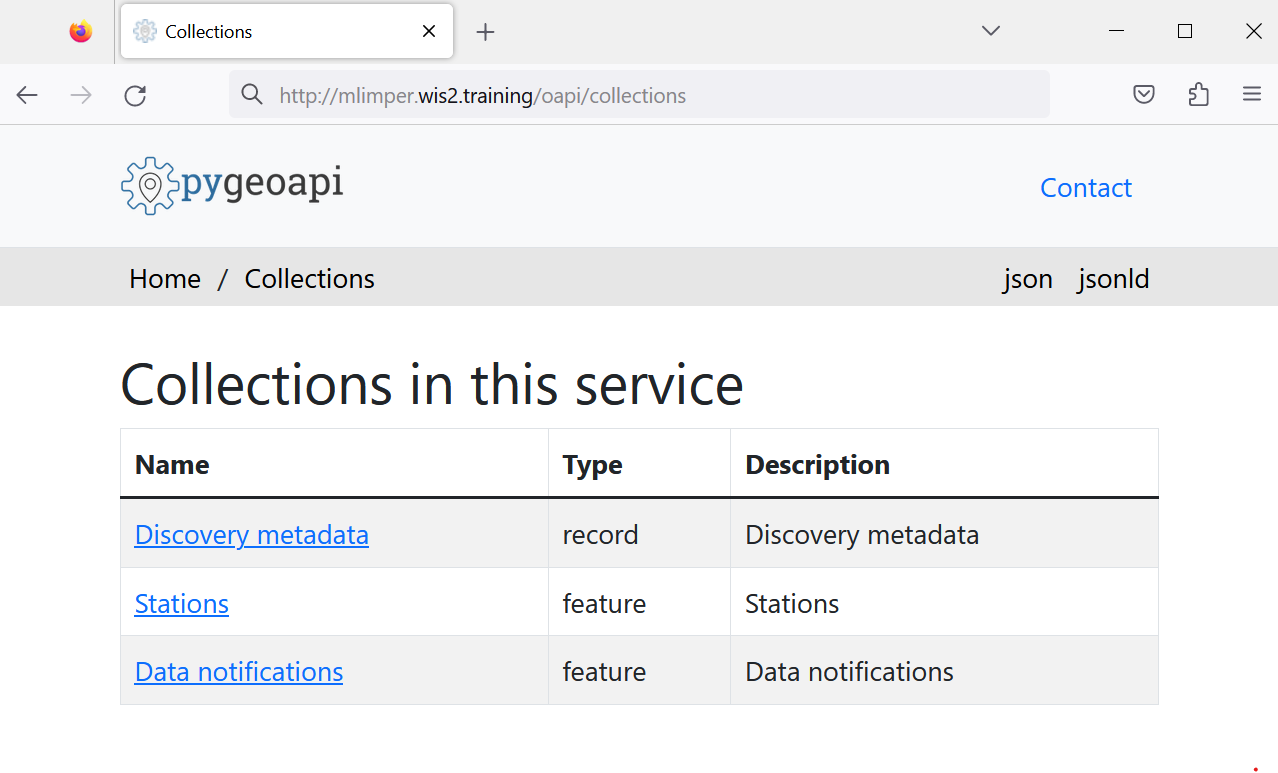 Collections
http://mlimper.wis2.training/oapi/collections
pygeoapi
Contact
Home / Collections
json jsonld
Collections in this service
Name Type Description
Discovery metadata record Discovery metadata
Stations feature Stations
Data notifications feature Data notifications